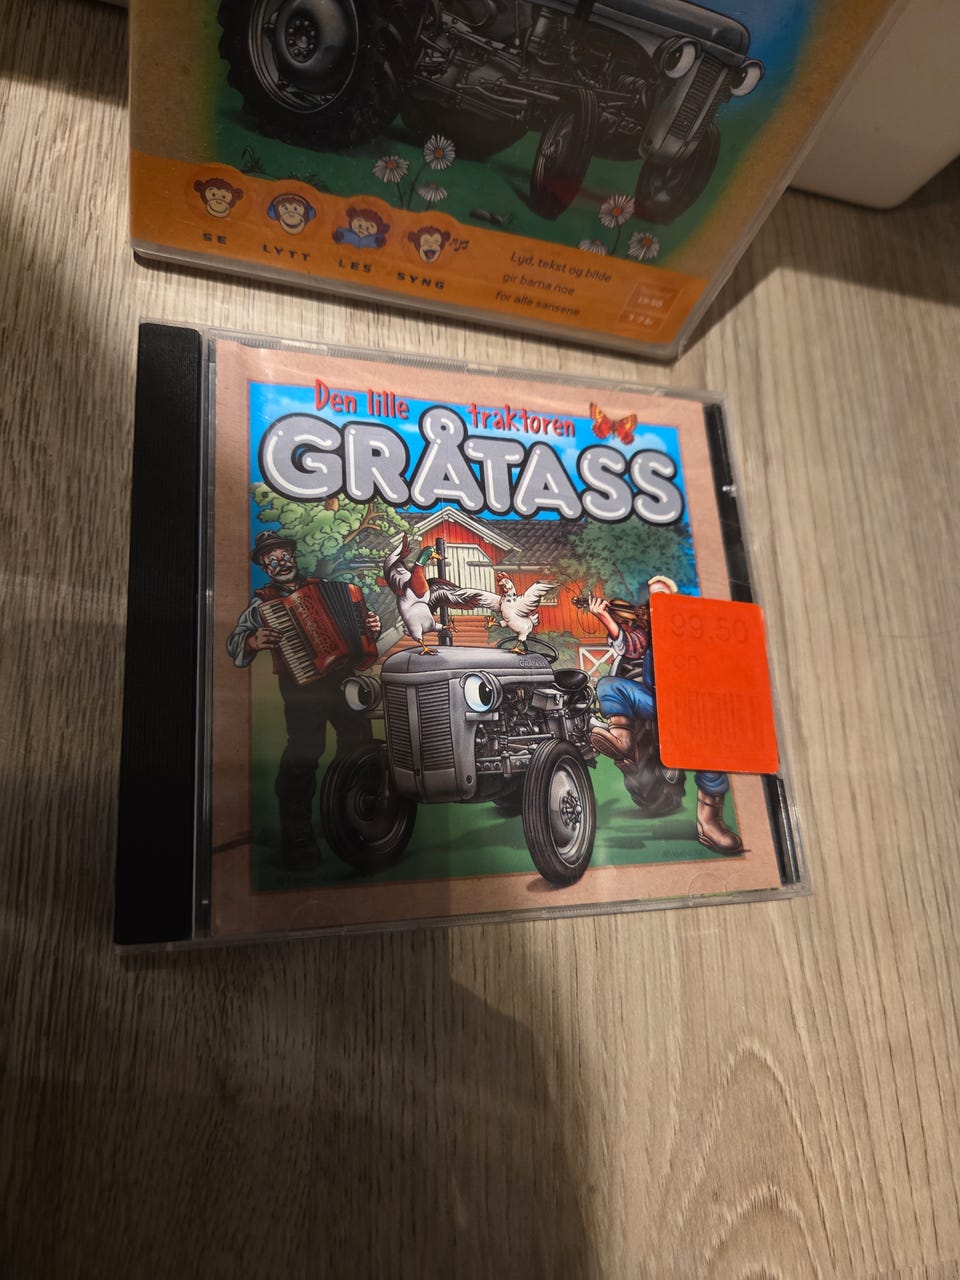 SE LYTT LES SYNG
Lyd, tekst og bilde
gir barna noe
for alle sansene
Den lille traktoren
GRÅTASS
GRÅTASS
99.50